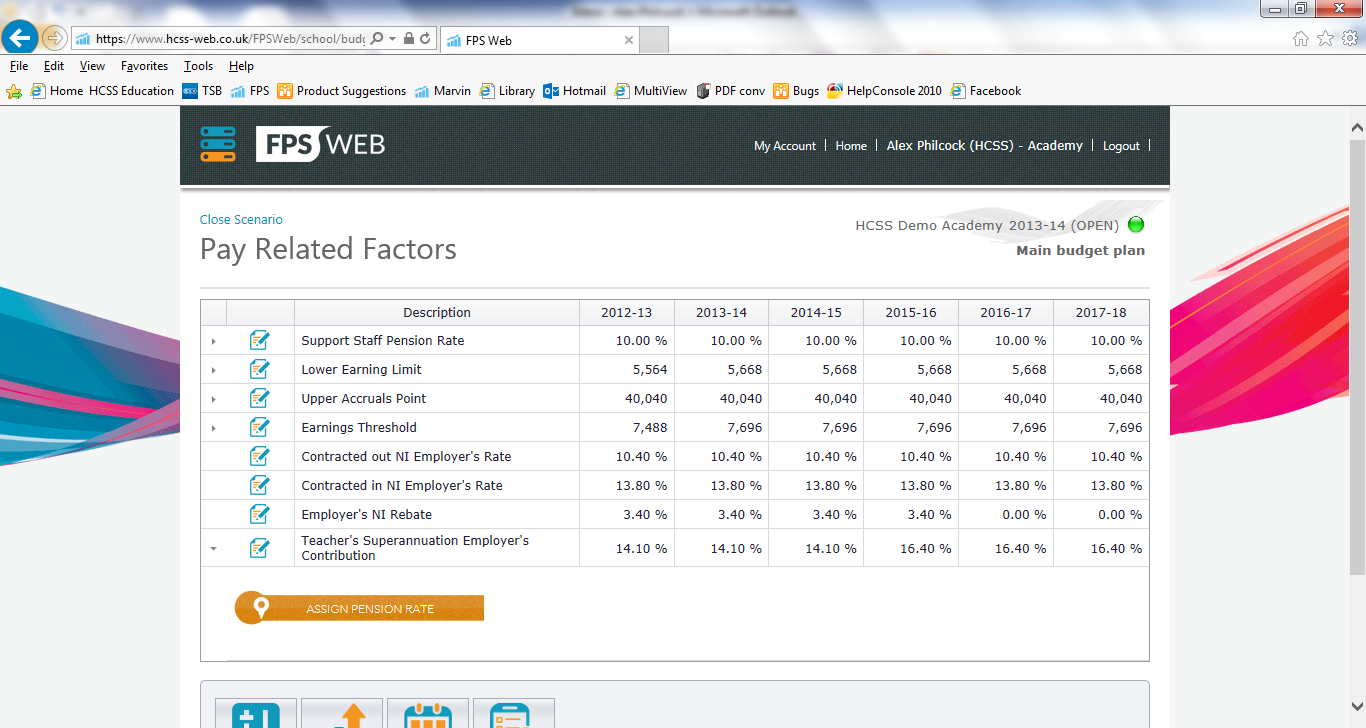 Inbox - Alex Philcock - Microsoft Outlook
https://www.hcss-web.co.uk/FPSWeb/school/budg
FPS Web
File Edit View Favorites Tools Help
Home HCSS Education TSB FPS Product Suggestions Marvin Library Hotmail MultiView PDF conv Bugs HelpConsole 2010 Facebook
FPS WEB
My Account | Home | Alex Philcock (HCSS) - Academy | Logout |
Close Scenario
HCSS Demo Academy 2013-14 (OPEN)
Pay Related Factors
Main budget plan
Description 2012-13 2013-14 2014-15 2015-16 2016-17 2017-18
Support Staff Pension Rate 10.00 % 10.00 % 10.00 % 10.00 % 10.00 % 10.00 %
Lower Earning Limit 5,564 5,668 5,668 5,668 5,668 5,668
Upper Accruals Point 40,040 40,040 40,040 40,040 40,040 40,040
Earnings Threshold 7,488 7,696 7,696 7,696 7,696 7,696
Contracted out NI Employer's Rate 10.40 % 10.40 % 10.40 % 10.40 % 10.40 % 10.40 %
Contracted in NI Employer's Rate 13.80 % 13.80 % 13.80 % 13.80 % 13.80 % 13.80 %
Employer's NI Rebate 3.40 % 3.40 % 3.40 % 3.40 % 0.00 % 0.00 %
Teacher's Superannuation Employer's
Contribution 14.10 % 14.10 % 14.10 % 16.40 % 16.40 % 16.40 %
ASSIGN PENSION RATE